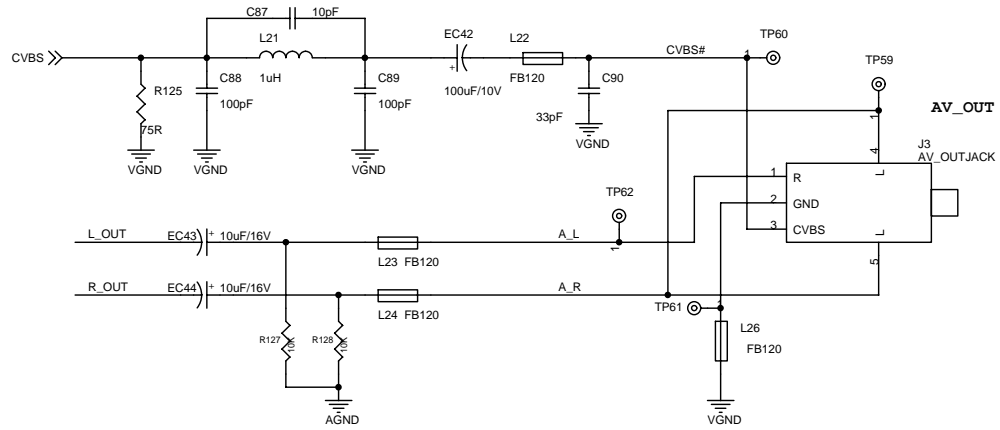 C87 10pF
L21
EC42 L22
TP60
CVBS
CVBS#
1
TP59
1uH
FB120
R125
C88
C89
C90
100pF
100pF
+
100uF/10V
75R
33pF
1
AV_OUT
VGND
VGND
VGND
VGND
4
J3
AV_OUTJACK
L
1 R
2 GND
3 CVBS
L
5
TP62
L_OUT EC43 + 10uF/16V
A_L
1
L23 FB120
R_OUT EC44 + 10uF/16V
A_R
L24 FB120
TP61 1
L26
FB120
R127 10K
R128 10K
AGND
VGND